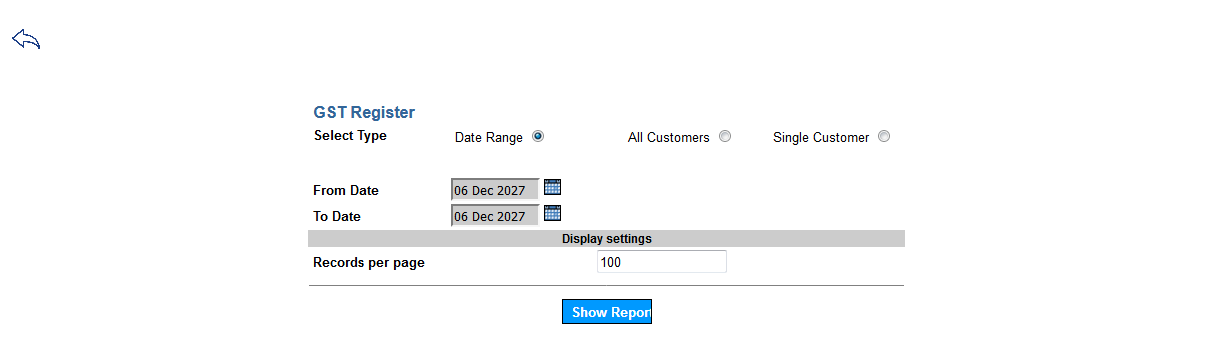 GST Register
Select Type Date Range All Customers Single Customer
From Date 06 Dec 2027
To Date 06 Dec 2027
Display settings
Records per page 100
Show Repor